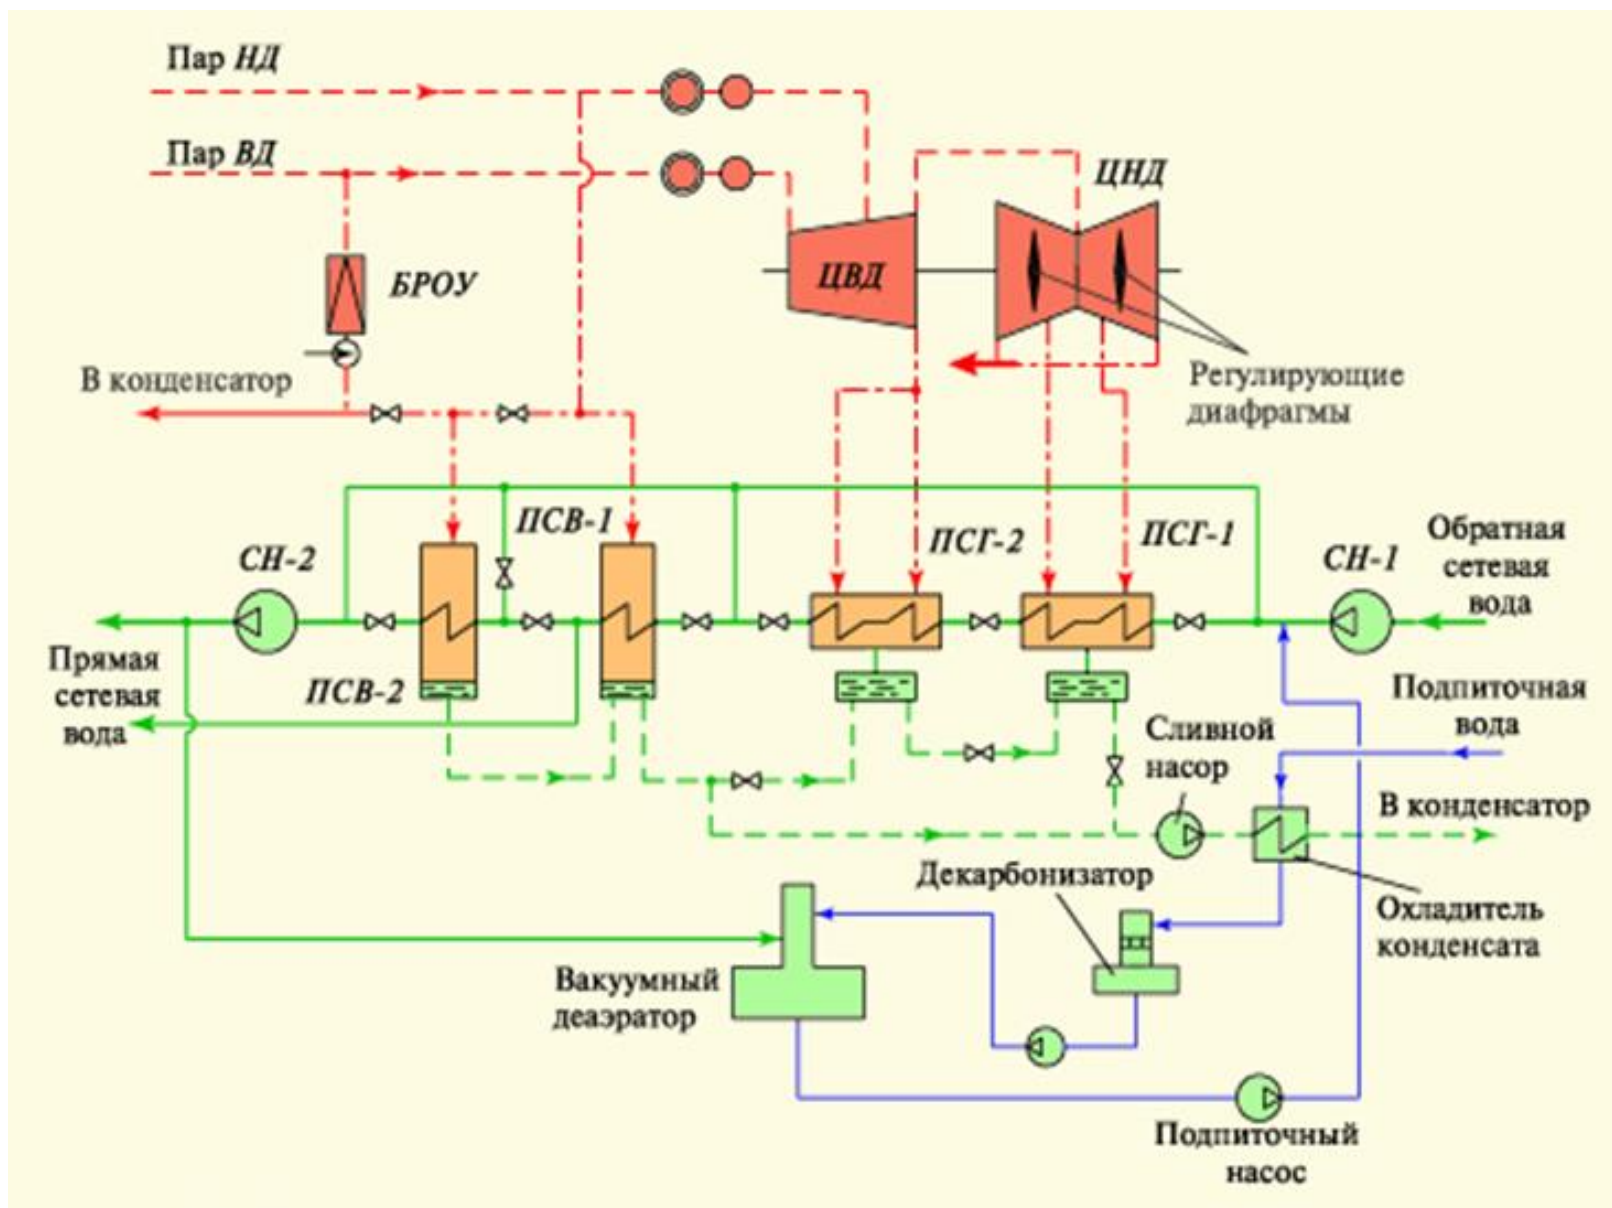 Пар НД
Пар ВД
ЦНД
ЦВД
БРОУ
В конденсатор
Регулирующие
диафрагмы
ПСВ-1
ПСГ-2
ПСГ-1
СН-2
СН-1
Обратная
сетевая
вода
Прямая
сетевая
вода
ПСВ-2
Подпиточная
вода
Сливной
насор
В конденсатор
Декарбонизатор
Охладитель
конденсата
Вакуумный
деаэратор
Подпиточный
насос